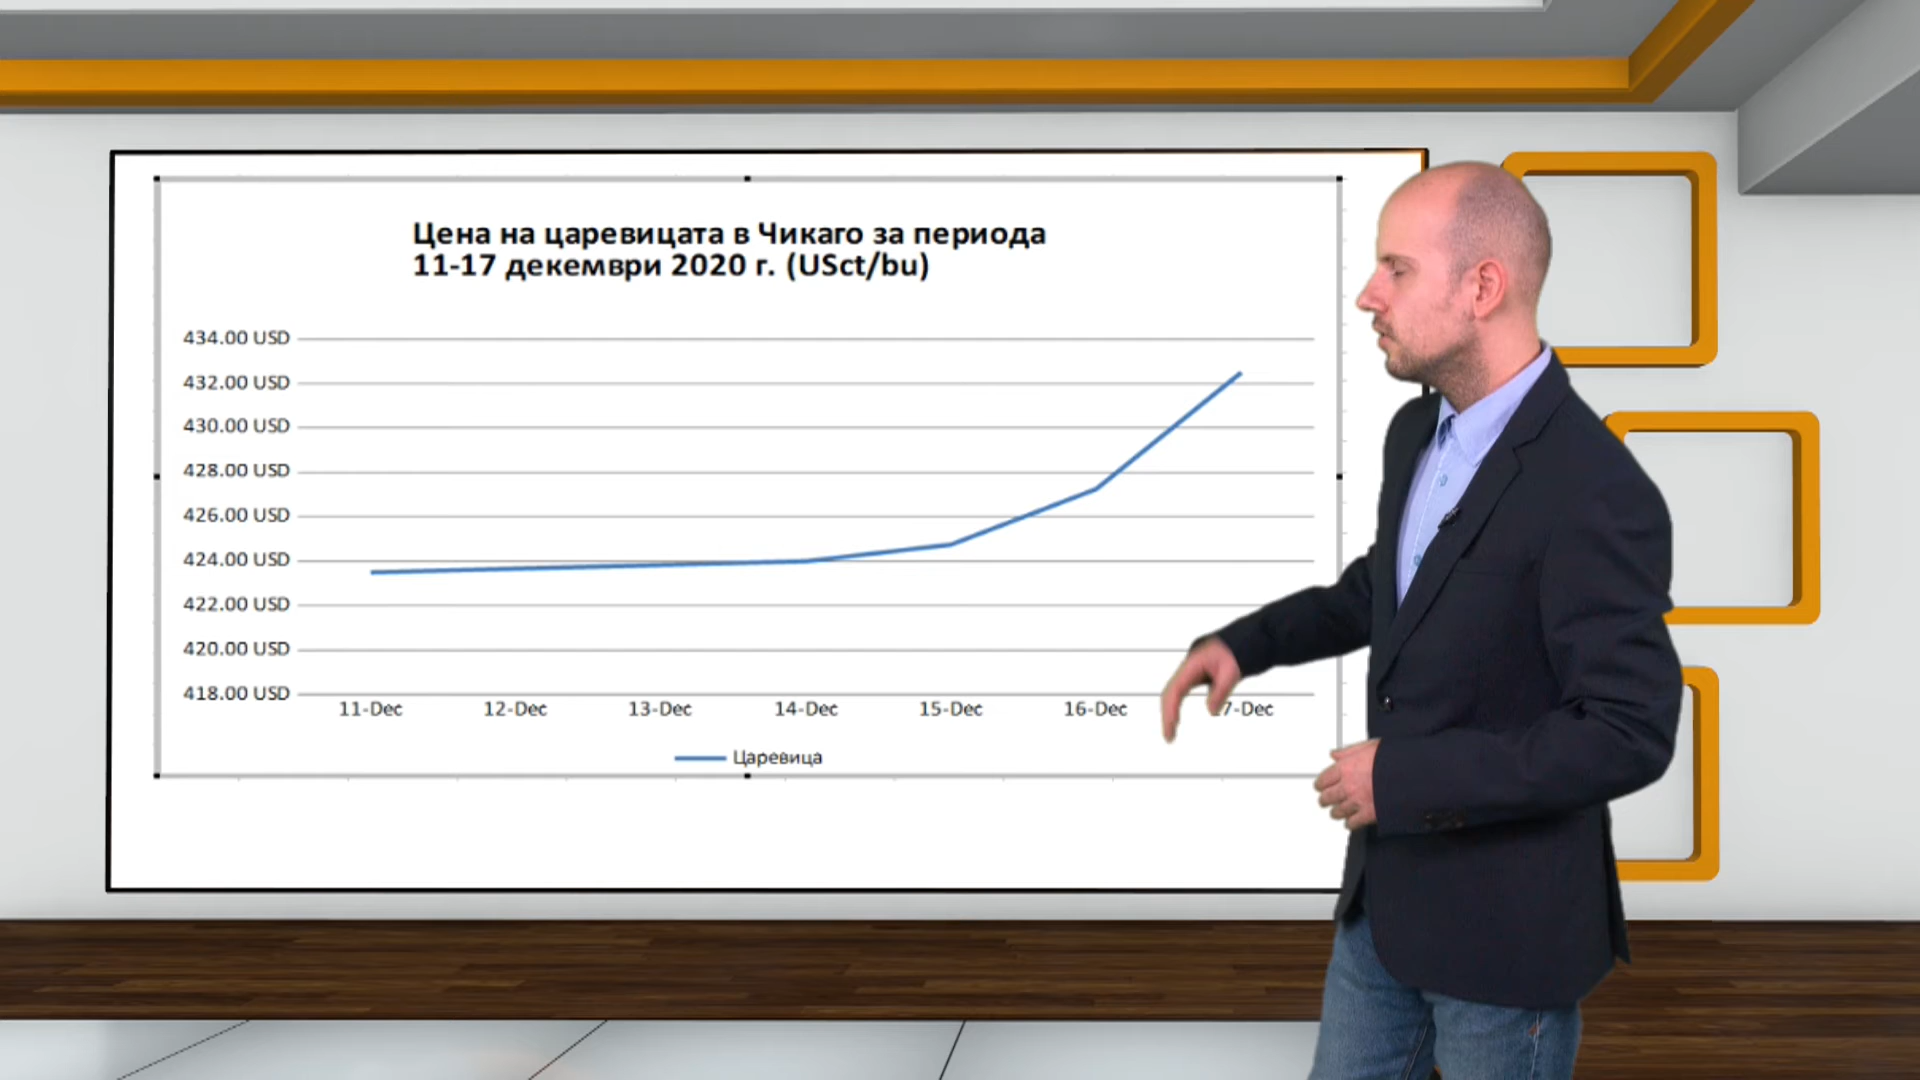 Цена на царевицата в Чикаго за периода
11-17 декември 2020 г. (USct/bu)
434.00 USD
432.00 USD
430.00 USD
428.00 USD
426.00 USD
424.00 USD
422.00 USD
420.00 USD
418.00 USD
11-Dec 12-Dec 13-Dec 14-Dec 15-Dec 16-Dec 17-Dec
Царевица